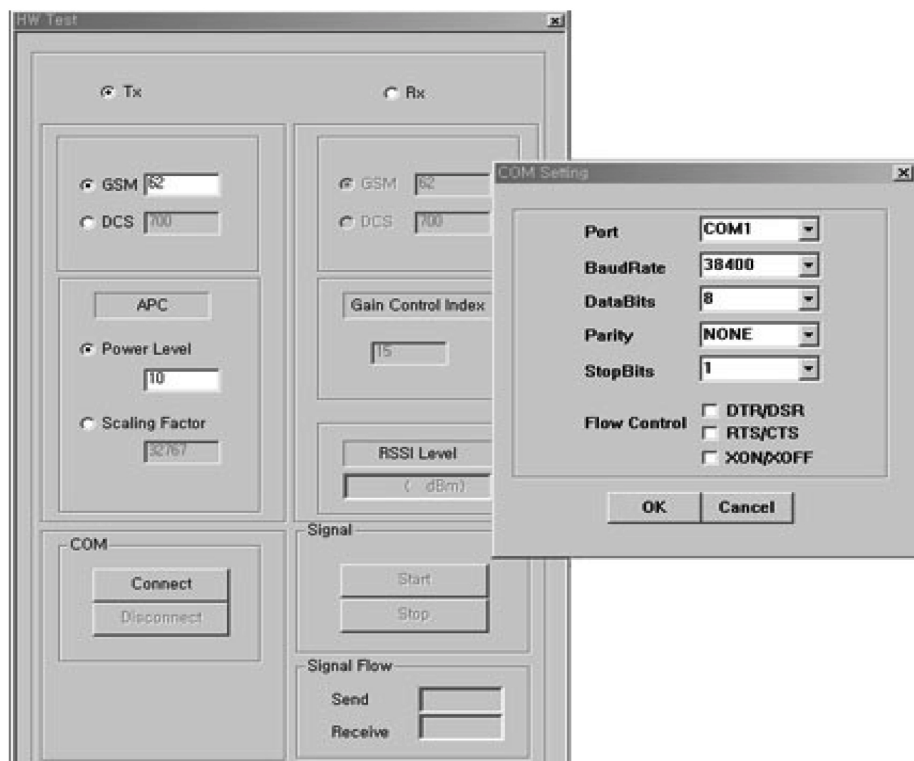 HW Test
Tx
Rx
GSM 62
DCS 700
APC
Power Level
10
Scaling Factor
32767
GSM 62
DCS 700
Gain Control Index
15
RSSI Level
( dBm)
COM
Connect
Disconnect
Signal
Start
Stop
Signal Flow
Send
Receive
COM Setting
Port COM1
BaudRate 38400
DataBits 8
Parity NONE
StopBits 1
Flow Control
DTR/DSR
RTS/CTS
XON/XOFF
OK Cancel